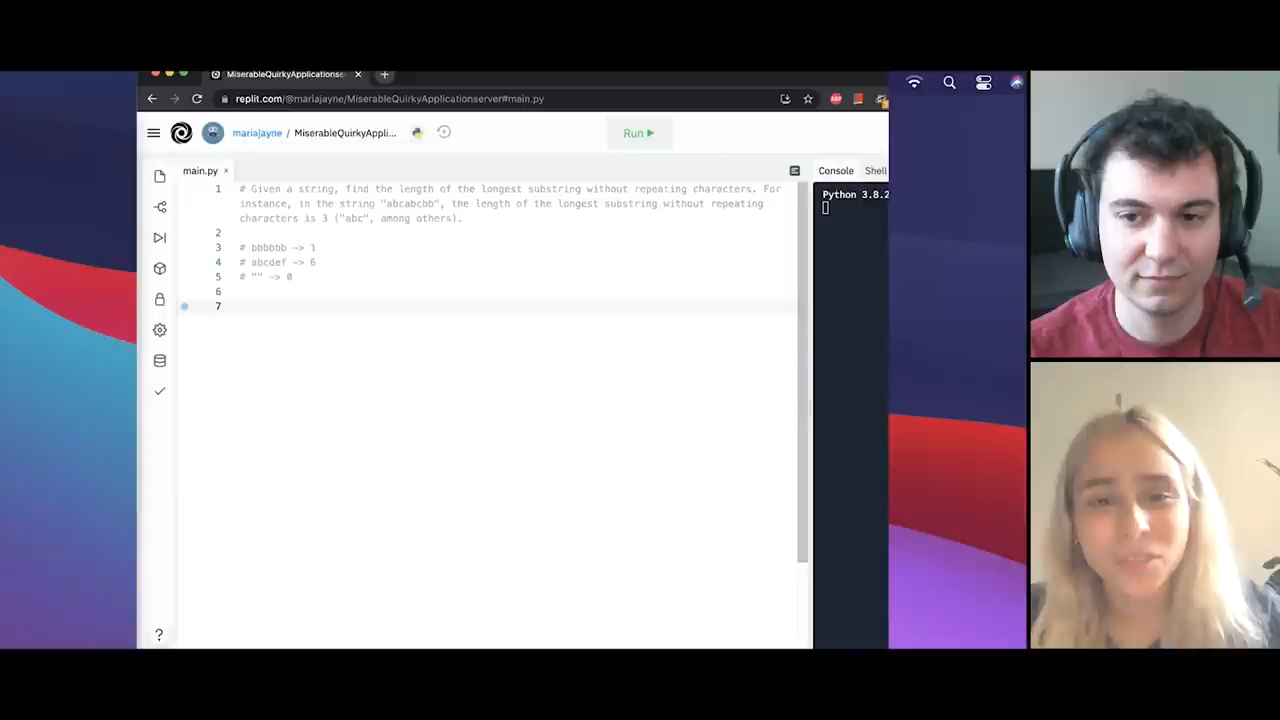 MiserableQuirkyApplicationse
replit.com/@mariajayne/MiserableQuirkyApplicationserver#main.py
mariajayne / MiserableQuirkyAppli...
Run
main.py
Console Shell
1 # Given a string, find the length of the longest substring without repeating characters. For
instance, in the string "abcabcbb", the length of the longest substring without repeating
characters is 3 ("abc", among others).
2
3 # bbbbbb -> 1
4 # abcdef -> 6
5 # "" -> 0
6
7
Python 3.8.2
?